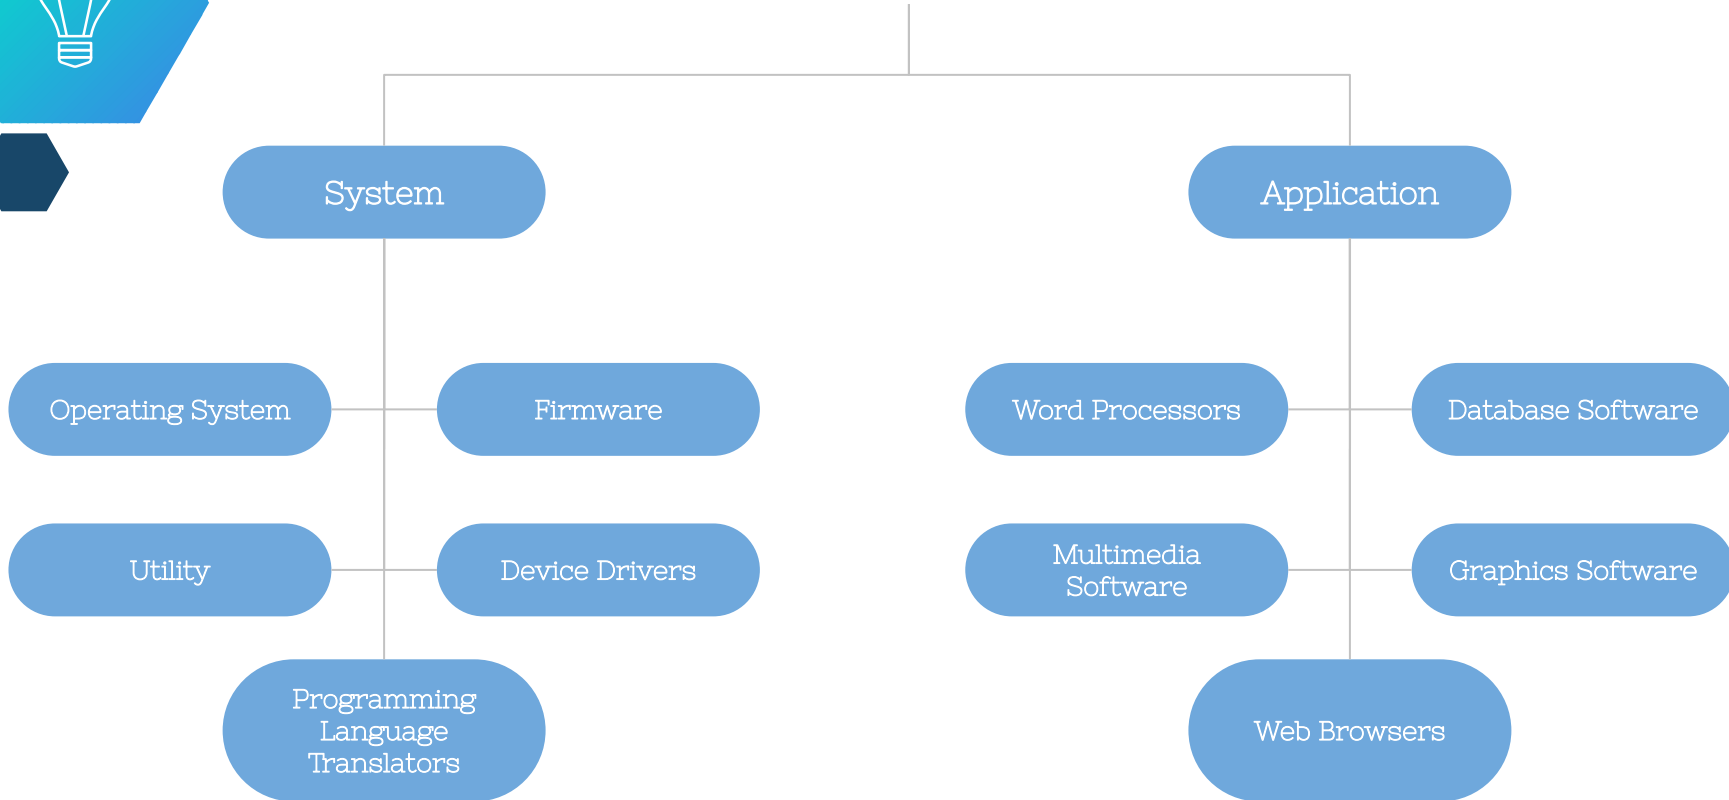 System
Application
Operating System
Firmware
Word Processors
Database Software
Utility
Device Drivers
Multimedia
Software
Graphics Software
Programming
Language
Translators
Web Browsers